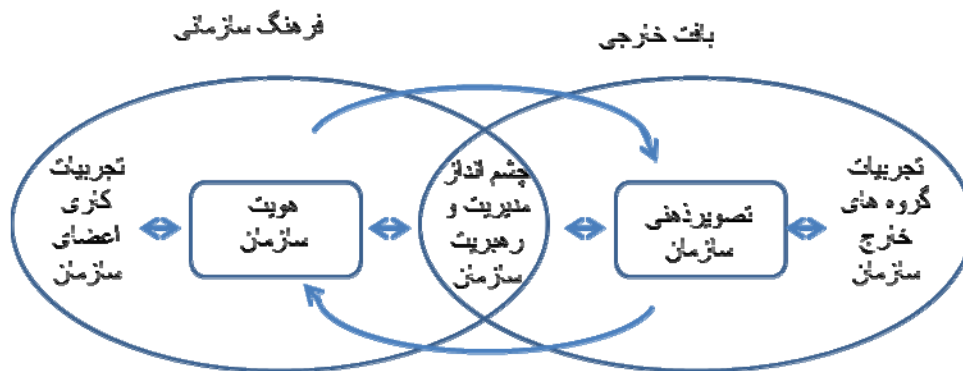 بافت خارجی
فرهنگ سازمانی
تجربیات
گروه های
خارج
سازمان
تصویرذهنی
سازمان
چشم انداز
مدیریت و
رهبریت
سازمان
هویت
سازمان
تجربیات
کاری
اعضای
سازمان